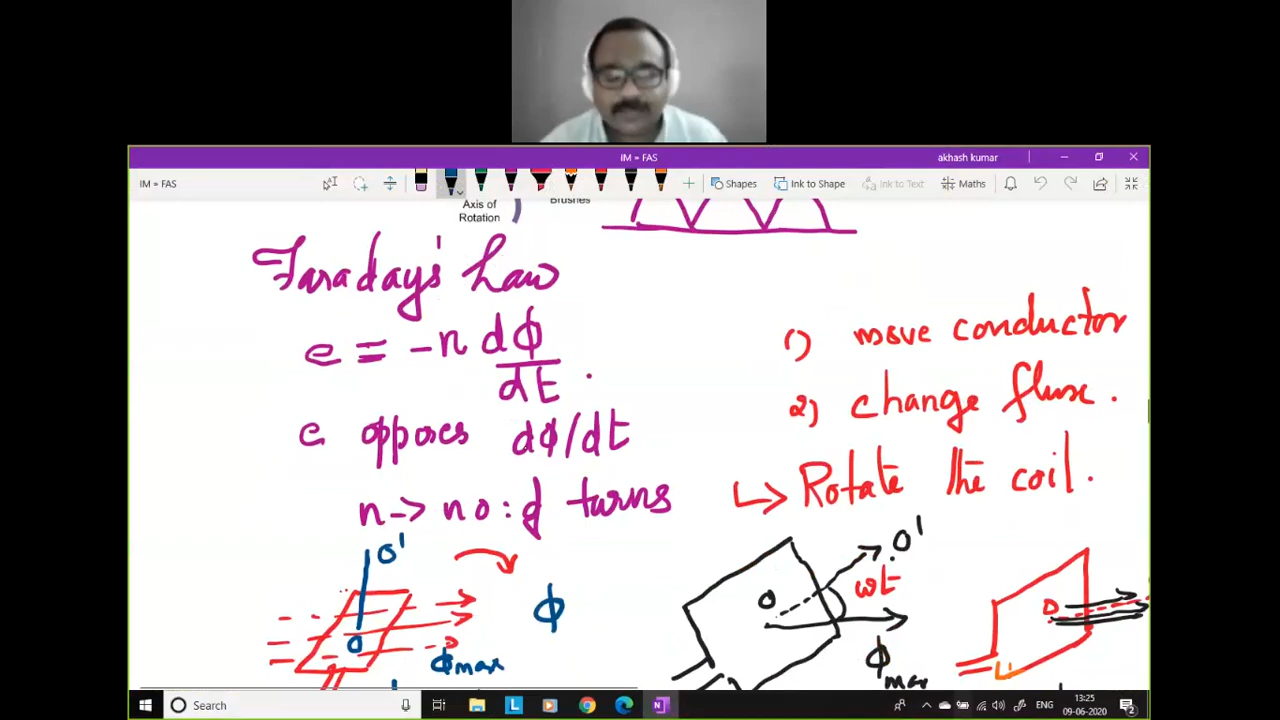 IM = FAS
akhash kumar
IM = FAS
Shapes
Ink to Shape
Ink to Text
Maths
Axis of Rotation
Brushes
Faraday's Law
e = -n dϕ/dt.
e opposes dϕ/dt
n -> no: of turns
1) move conductor
2) change flux.
↳ Rotate the coil.
O'
O
ϕ
ϕmax
O'
O
ωt
ϕmax
Search
ENG
13:25
09-06-2020
2